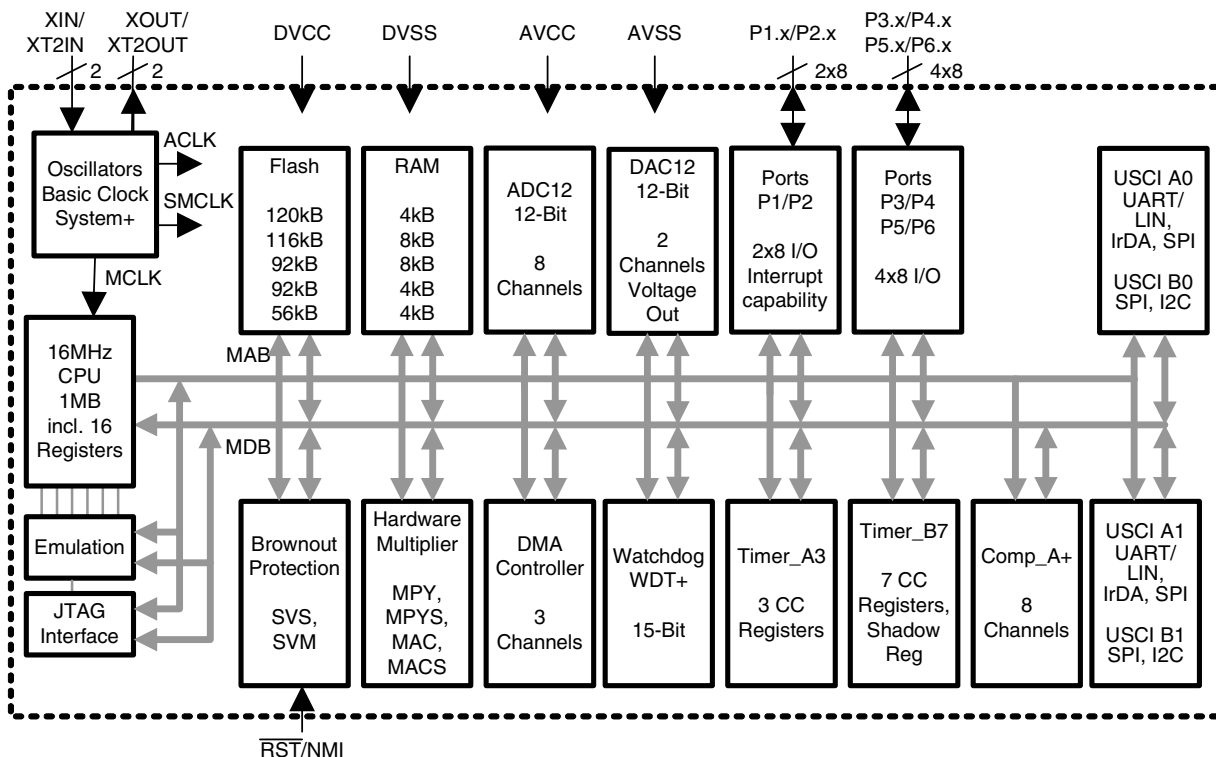 XIN/
XT2IN
2
XOUT/
XT2OUT
2
DVCC
DVSS
AVCC
AVSS
P1.x/P2.x
2x8
P3.x/P4.x
P5.x/P6.x
4x8
Oscillators
Basic Clock
System+
ACLK
SMCLK
MCLK
Flash
120kB
116kB
92kB
92kB
56kB
RAM
4kB
8kB
8kB
4kB
4kB
ADC12
12-Bit
8
Channels
DAC12
12-Bit
2
Channels
Voltage
Out
Ports
P1/P2
2x8 I/O
Interrupt
capability
Ports
P3/P4
P5/P6
4x8 I/O
USCI A0
UART/
LIN,
IrDA, SPI
USCI B0
SPI, I2C
16MHz
CPU
1MB
incl. 16
Registers
MAB
MDB
Emulation
JTAG
Interface
Brownout
Protection
SVS,
SVM
Hardware
Multiplier
MPY,
MPYS,
MAC,
MACS
DMA
Controller
3
Channels
Watchdog
WDT+
15-Bit
Timer_A3
3 CC
Registers
Timer_B7
7 CC
Registers,
Shadow
Reg
Comp_A+
8
Channels
USCI A1
UART/
LIN,
IrDA, SPI
USCI B1
SPI, I2C
RST/NMI